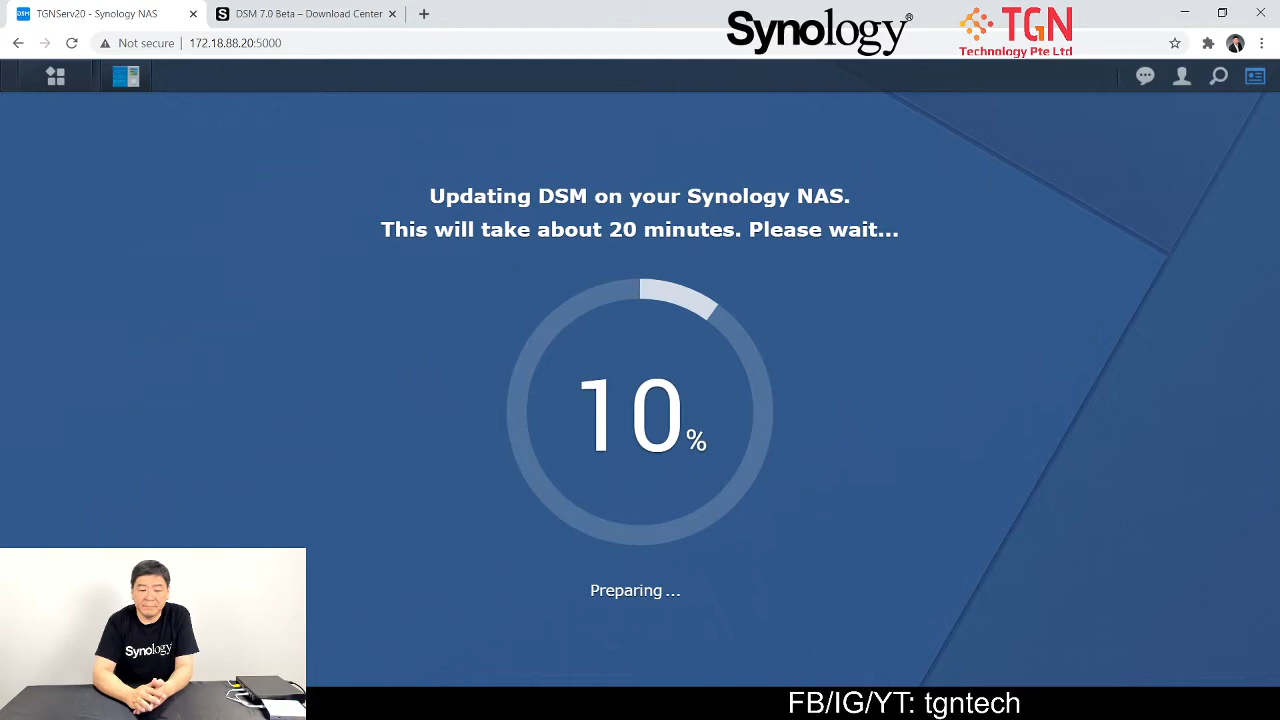 TGNServ20 - Synology NAS
DSM 7.0 Beta – Download Center
Not secure
172.18.88.20:5000
Synology®
TGN
Technology Pte Ltd
Updating DSM on your Synology NAS.
This will take about 20 minutes. Please wait...
10%
Preparing ...
Synology
FB/IG/YT: tgntech